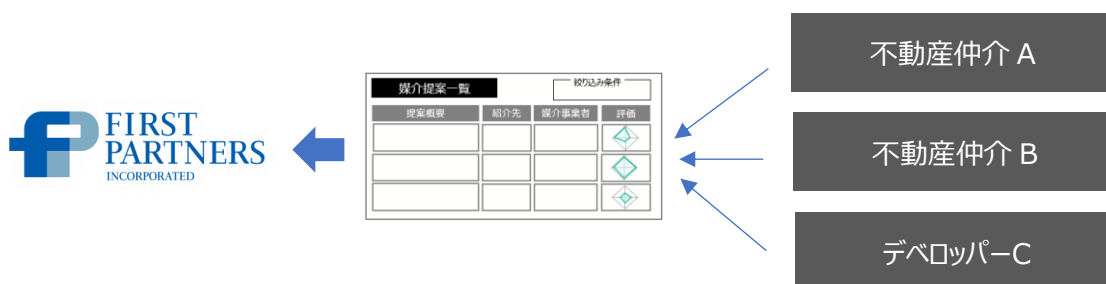 FIRST
PARTNERS
INCORPORATED
媒介提案一覧
絞り込み条件
提案概要
紹介先
媒介事業者
評価
不動産仲介 A
不動産仲介 B
デベロッパーC